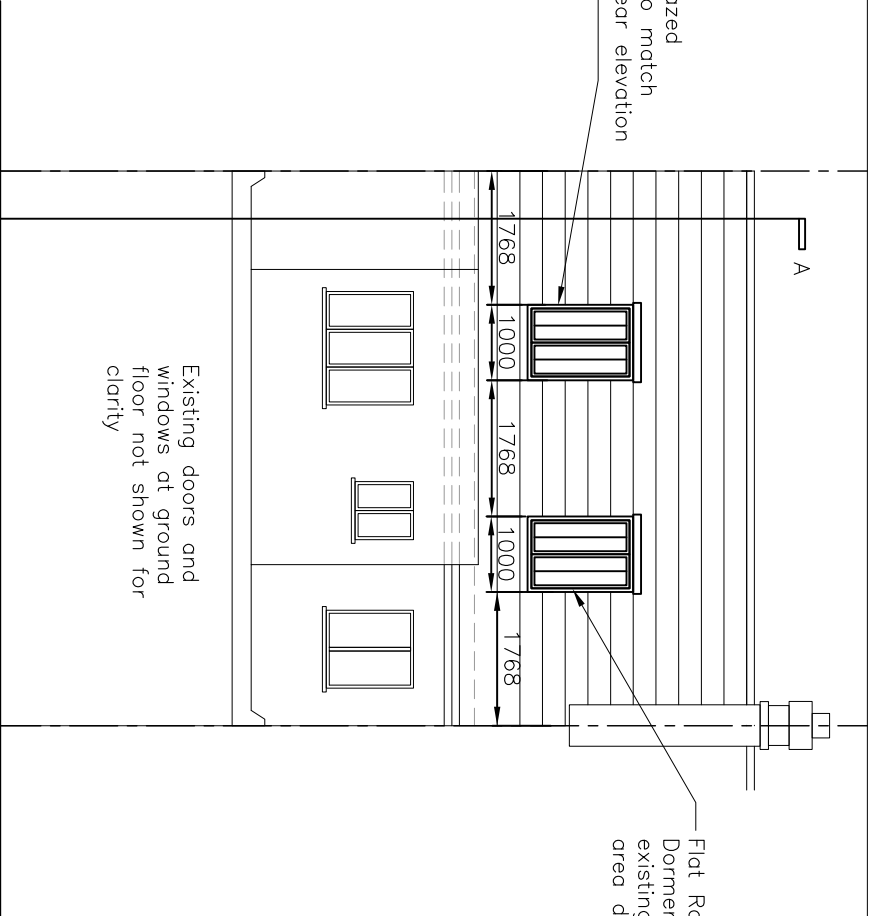 azed
o match
ear elevation
A
1768
1000
1768
1000
1768
Existing doors and
windows at ground
floor not shown for
clarity
Flat Ro
Dormer
existing
area d